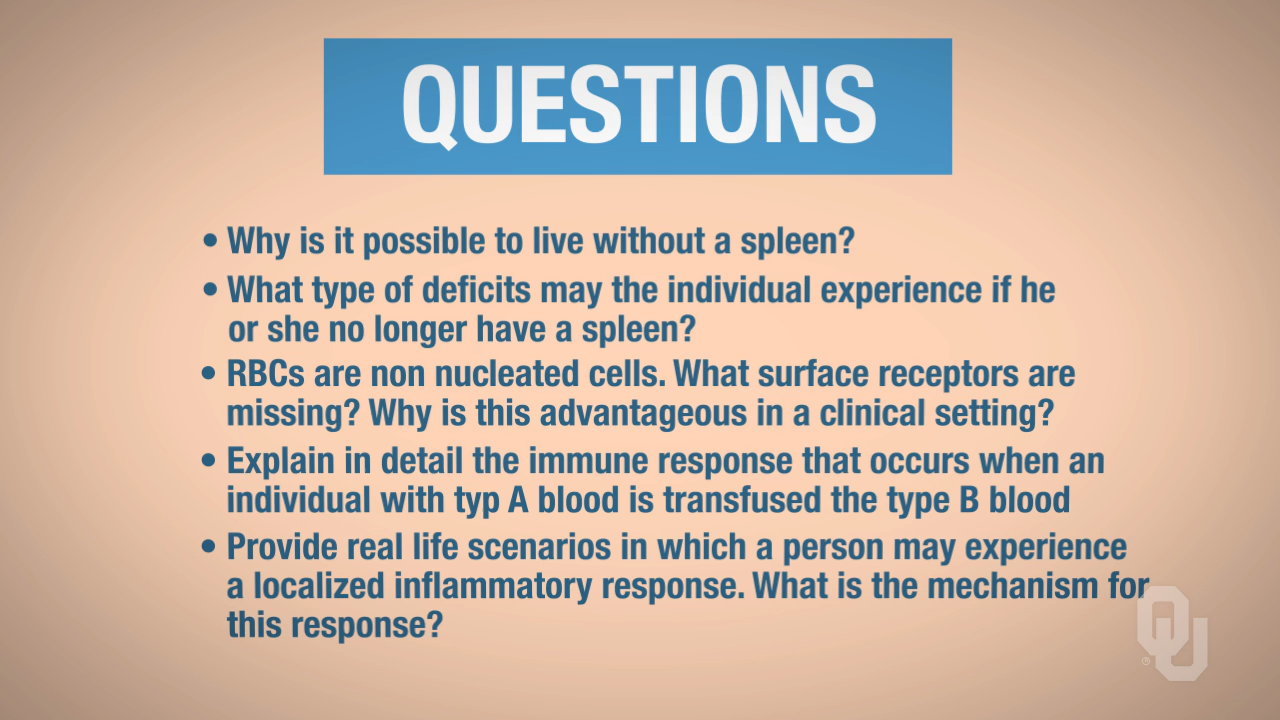 QUESTIONS
• Why is it possible to live without a spleen?
• What type of deficits may the individual experience if he
or she no longer have a spleen?
• RBCs are non nucleated cells. What surface receptors are
missing? Why is this advantageous in a clinical setting?
• Explain in detail the immune response that occurs when an
individual with typ A blood is transfused the type B blood
• Provide real life scenarios in which a person may experience
a localized inflammatory response. What is the mechanism for
this response?
OU
®